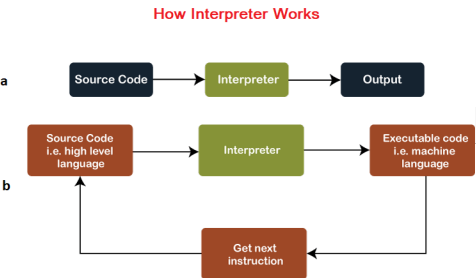 How Interpreter Works
a
Source Code
Interpreter
Output
b
Source Code
i.e. high level
language
Interpreter
Executable code
i.e. machine
language
Get next
instruction